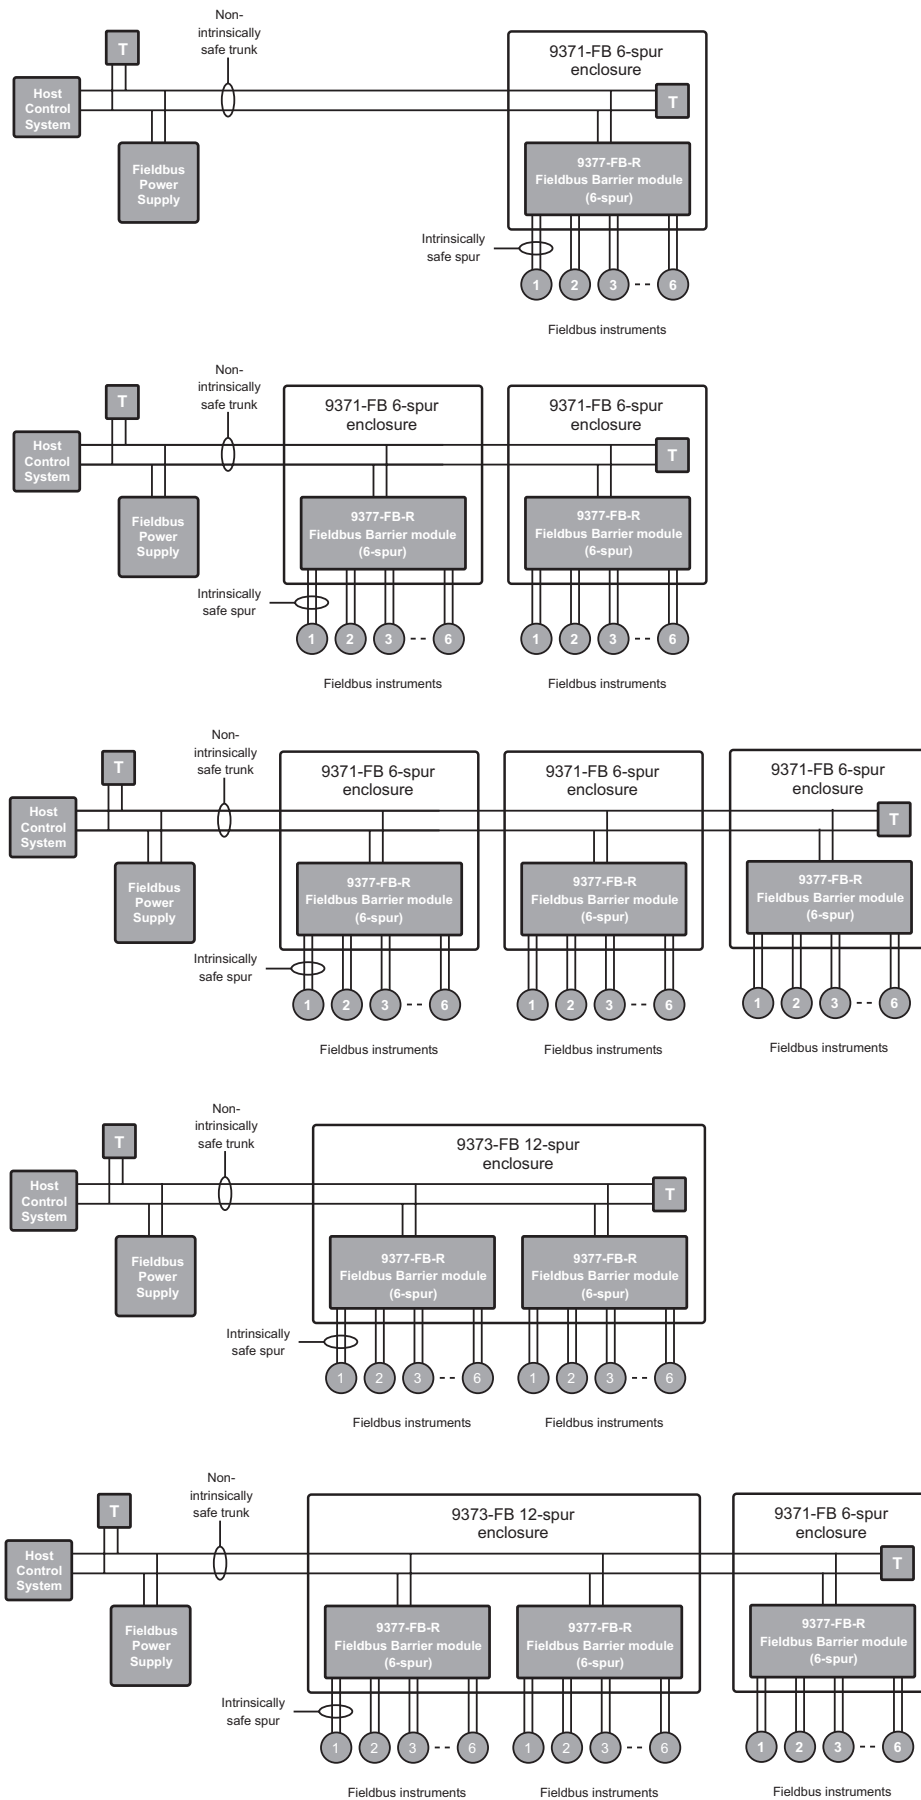 Non-
intrinsically
safe trunk
T
9371-FB 6-spur
enclosure
Host
Control
System
T
Fieldbus
Power
Supply
9377-FB-R
Fieldbus Barrier module
(6-spur)
Intrinsically
safe spur
1 2 3 -- 6
Fieldbus instruments
Non-
intrinsically
safe trunk
T
9371-FB 6-spur
enclosure
9371-FB 6-spur
enclosure
Host
Control
System
T
Fieldbus
Power
Supply
9377-FB-R
Fieldbus Barrier module
(6-spur)
9377-FB-R
Fieldbus Barrier module
(6-spur)
Intrinsically
safe spur
1 2 3 -- 6
1 2 3 -- 6
Fieldbus instruments
Fieldbus instruments
Non-
intrinsically
safe trunk
T
9371-FB 6-spur
enclosure
9371-FB 6-spur
enclosure
9371-FB 6-spur
enclosure
Host
Control
System
T
Fieldbus
Power
Supply
9377-FB-R
Fieldbus Barrier module
(6-spur)
9377-FB-R
Fieldbus Barrier module
(6-spur)
9377-FB-R
Fieldbus Barrier module
(6-spur)
Intrinsically
safe spur
1 2 3 -- 6
1 2 3 -- 6
1 2 3 -- 6
Fieldbus instruments
Fieldbus instruments
Fieldbus instruments
Non-
intrinsically
safe trunk
T
9373-FB 12-spur
enclosure
Host
Control
System
T
Fieldbus
Power
Supply
9377-FB-R
Fieldbus Barrier module
(6-spur)
9377-FB-R
Fieldbus Barrier module
(6-spur)
Intrinsically
safe spur
1 2 3 -- 6
1 2 3 -- 6
Fieldbus instruments
Fieldbus instruments
Non-
intrinsically
safe trunk
T
9373-FB 12-spur
enclosure
9371-FB 6-spur
enclosure
Host
Control
System
T
Fieldbus
Power
Supply
9377-FB-R
Fieldbus Barrier module
(6-spur)
9377-FB-R
Fieldbus Barrier module
(6-spur)
9377-FB-R
Fieldbus Barrier module
(6-spur)
Intrinsically
safe spur
1 2 3 -- 6
1 2 3 -- 6
1 2 3 -- 6
Fieldbus instruments
Fieldbus instruments
Fieldbus instruments